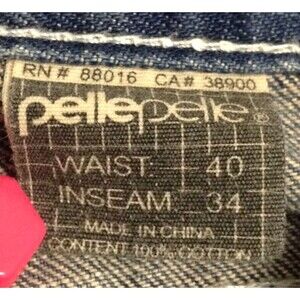 RN# 88016 CA# 38900
pellepelle®
WAIST 40
INSEAM 34
MADE IN CHINA
CONTENT 100% COTTON